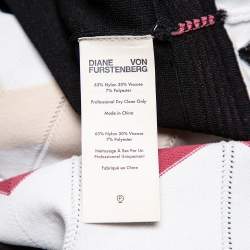 DIANE VON
FURSTENBERG
63% Nylon 30% Viscose
7% Polyester
Professional Dry Clean Only
Made in China
63% Nylon 30% Viscose
7% Polyester
Nettoyage à Sec Par Un
Professionnel Uniquement
Fabriqué en Chine
P